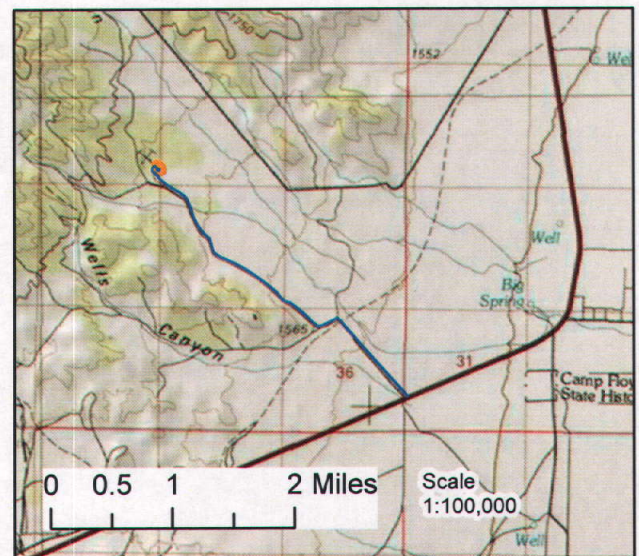 1750
1552
Well
Well
Big
Spring
Wells
Canyon
1565
36
31
Camp Floy
State Histo
0 0.5 1 2 Miles
Scale
1:100,000
Well